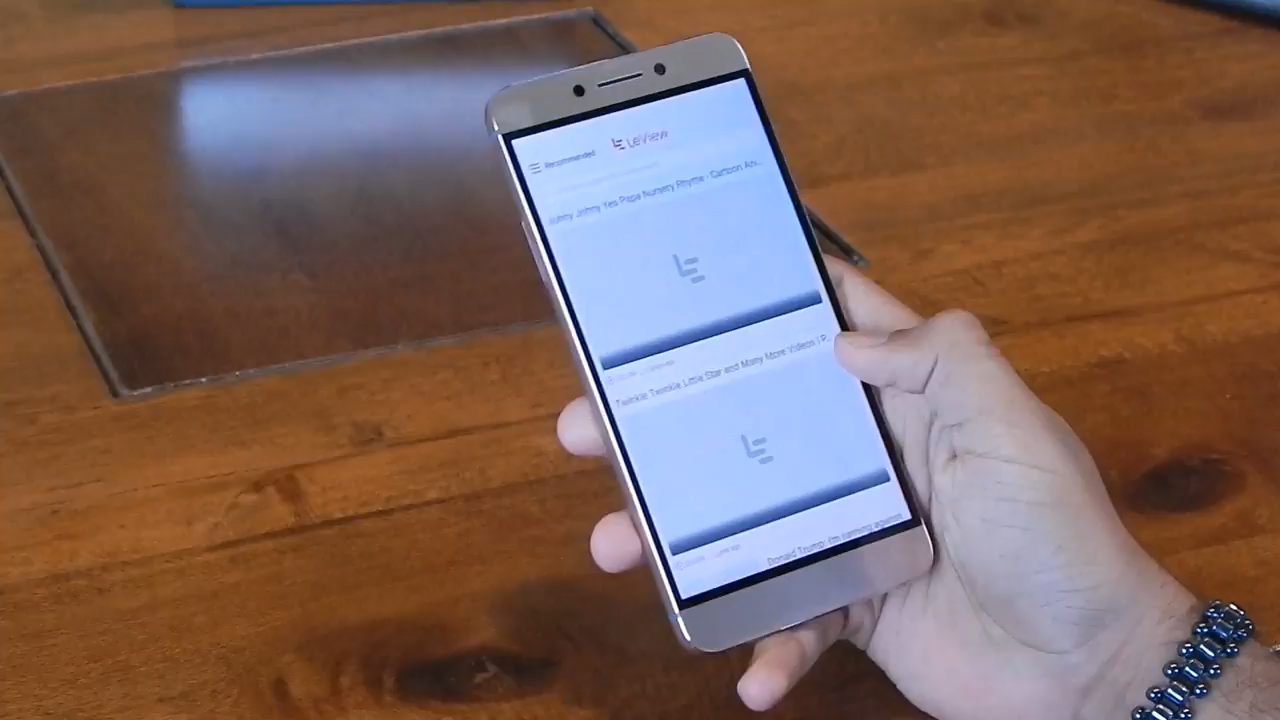 LeView
Recommended
Johny Johny Yes Papa Nursery Rhyme - Cartoon
Twinkle Twinkle Little Star and Many More Videos | P...
Donald Trump: I'm running against